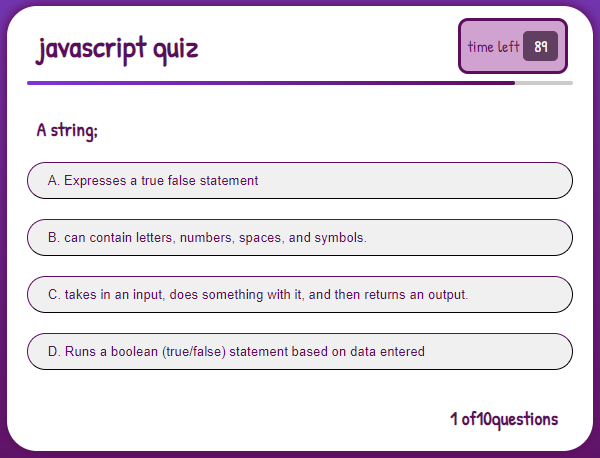 javascript quiz
time left 89
A string;
A. Expresses a true false statement
B. can contain letters, numbers, spaces, and symbols.
C. takes in an input, does something with it, and then returns an output.
D. Runs a boolean (true/false) statement based on data entered
1 of10questions